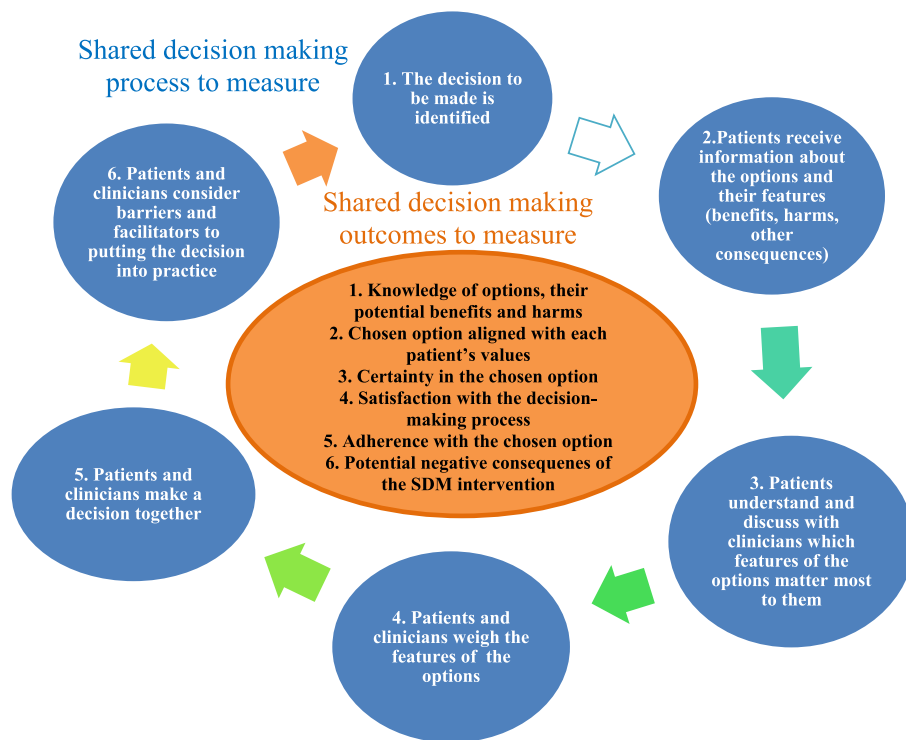 Shared decision making
process to measure
1. The decision to
be made is
identified
2.Patients receive
information about
the options and
their features
(benefits, harms,
other
consequences)
3. Patients
understand and
discuss with
clinicians which
features of the
options matter most
to them
4. Patients and
clinicians weigh the
features of the
options
5. Patients and
clinicians make a
decision together
6. Patients and
clinicians consider
barriers and
facilitators to
putting the decision
into practice
Shared decision making
outcomes to measure
1. Knowledge of options, their
potential benefits and harms
2. Chosen option aligned with each
patient’s values
3. Certainty in the chosen option
4. Satisfaction with the decision-
making process
5. Adherence with the chosen option
6. Potential negative consequenes of
the SDM intervention